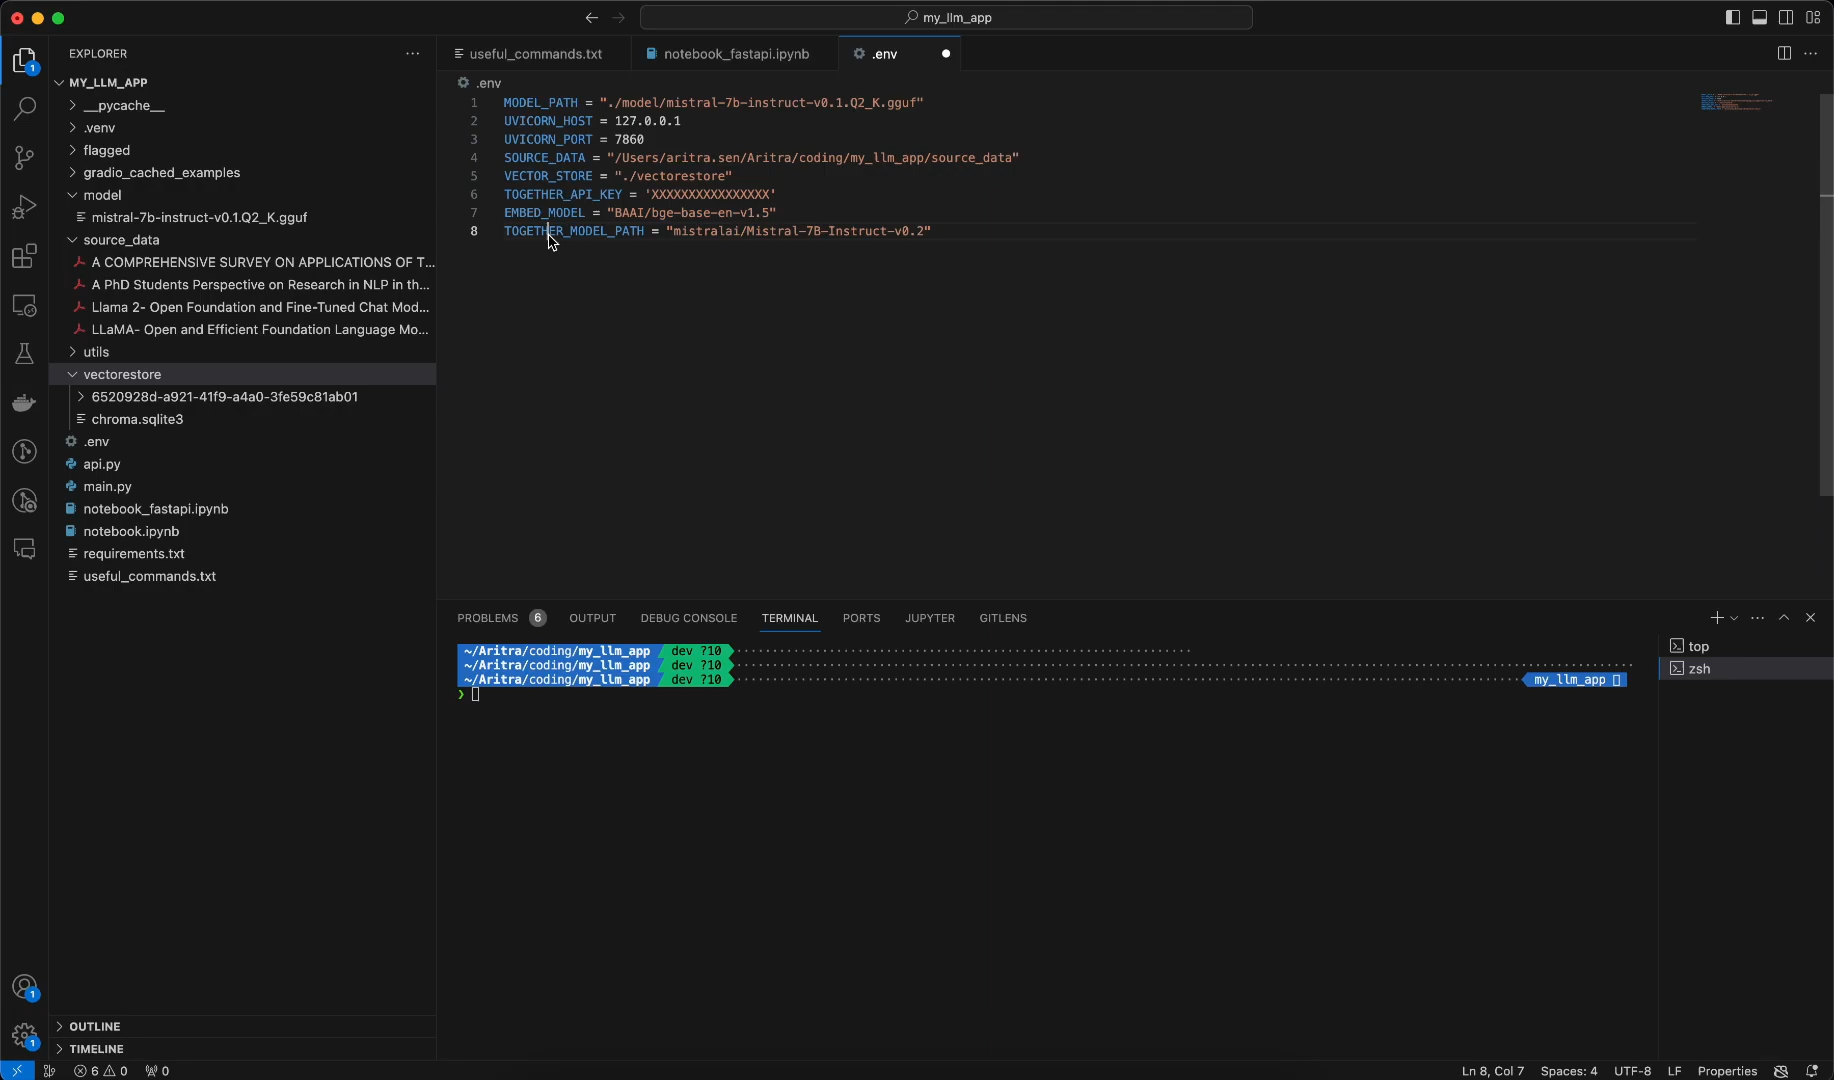 my_llm_app
EXPLORER
MY_LLM_APP
__pycache__
.venv
flagged
gradio_cached_examples
model
mistral-7b-instruct-v0.1.Q2_K.gguf
source_data
A COMPREHENSIVE SURVEY ON APPLICATIONS OF T...
A PhD Students Perspective on Research in NLP in th...
Llama 2- Open Foundation and Fine-Tuned Chat Mod...
LLaMA- Open and Efficient Foundation Language Mo...
utils
vectorestore
6520928d-a921-41f9-a4a0-3fe59c81ab01
chroma.sqlite3
.env
api.py
main.py
notebook_fastapi.ipynb
notebook.ipynb
requirements.txt
useful_commands.txt
OUTLINE
TIMELINE
1
1
1
useful_commands.txt notebook_fastapi.ipynb .env
.env
1 MODEL_PATH = "./model/mistral-7b-instruct-v0.1.Q2_K.gguf"
2 UVICORN_HOST = 127.0.0.1
3 UVICORN_PORT = 7860
4 SOURCE_DATA = "/Users/aritra.sen/Aritra/coding/my_llm_app/source_data"
5 VECTOR_STORE = "./vectorestore"
6 TOGETHER_API_KEY = 'XXXXXXXXXXXXXXXX'
7 EMBED_MODEL = "BAAI/bge-base-en-v1.5"
8 TOGETHER_MODEL_PATH = "mistralai/Mistral-7B-Instruct-v0.2"
PROBLEMS 6 OUTPUT DEBUG CONSOLE TERMINAL PORTS JUPYTER GITLENS
~/Aritra/coding/my_llm_app dev ?10
~/Aritra/coding/my_llm_app dev ?10
~/Aritra/coding/my_llm_app dev ?10 my_llm_app
❯
top
zsh
6 0 0 Ln 8, Col 7 Spaces: 4 UTF-8 LF Properties